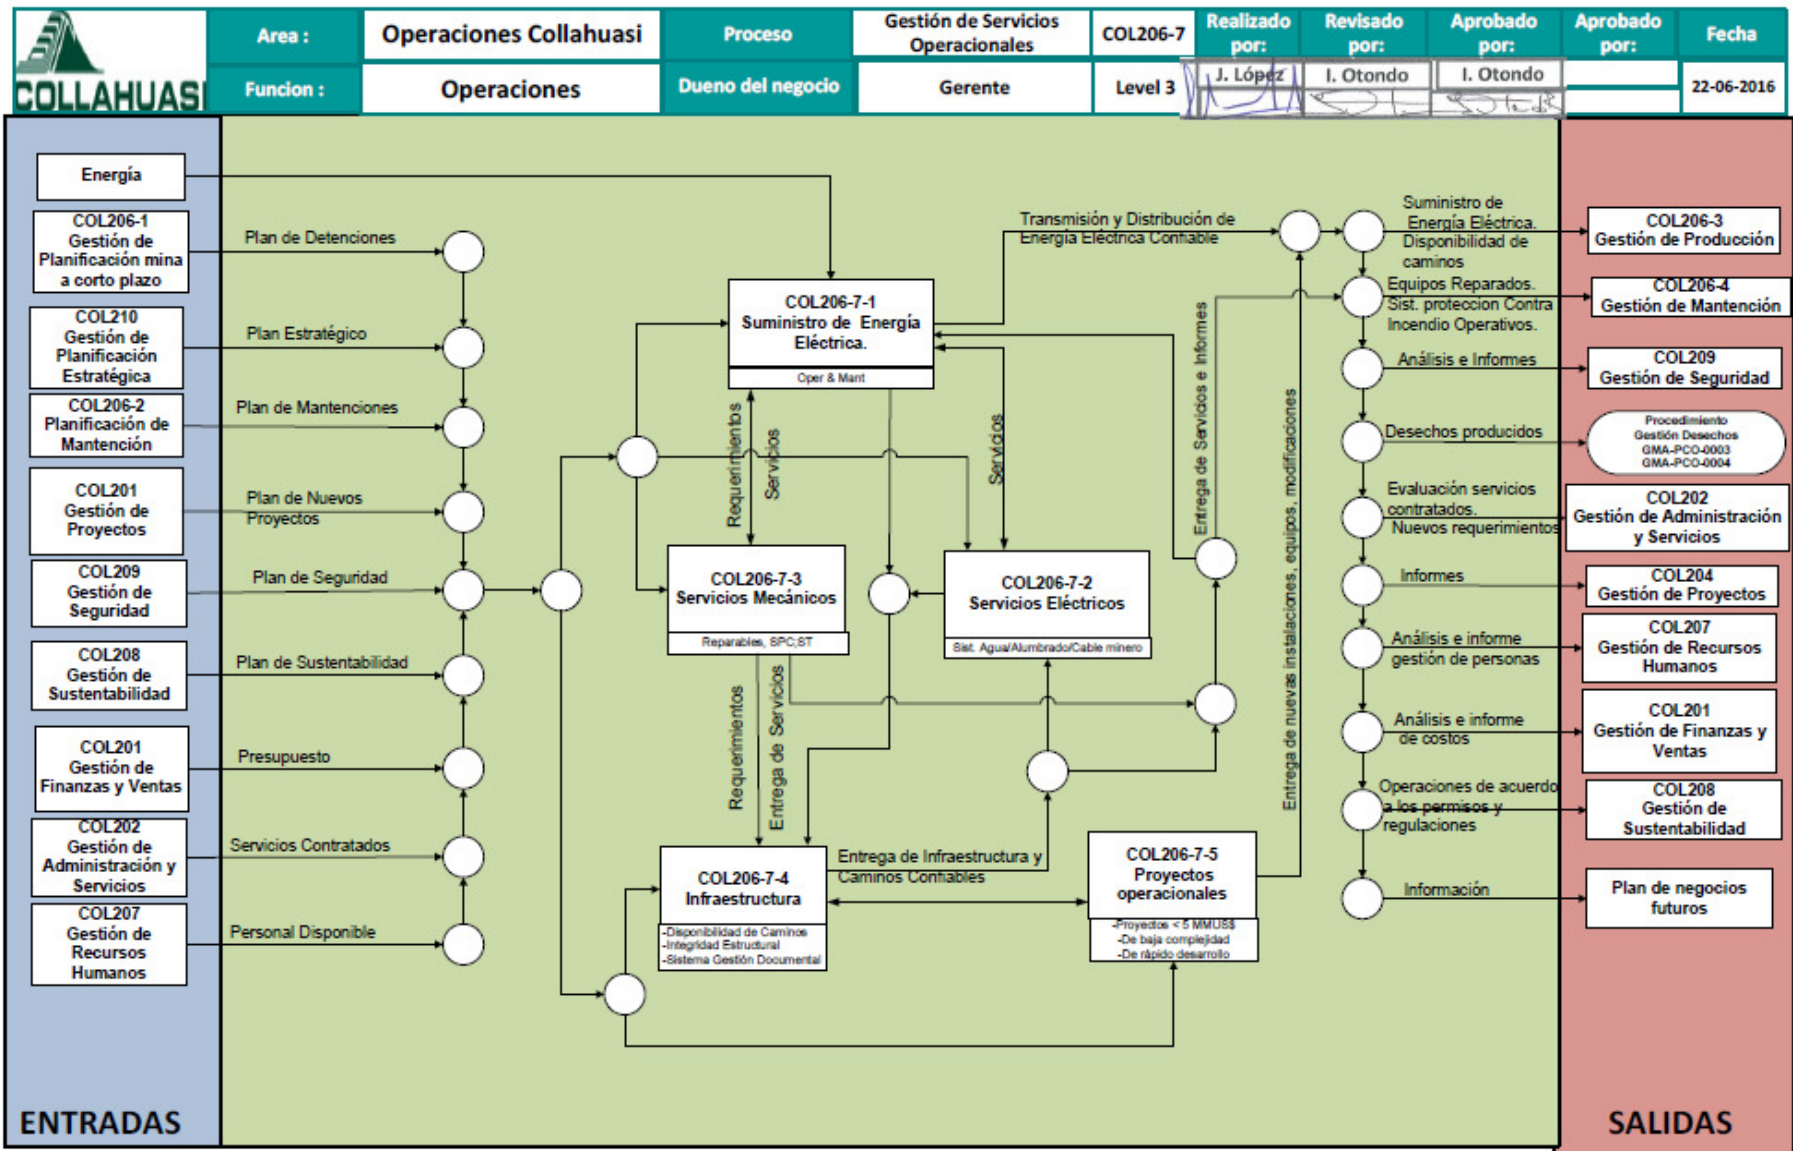 COLLAHUASI
Area :
Operaciones Collahuasi
Proceso
Gestión de Servicios
Operacionales
COL206-7
Realizado
por:
Revisado
por:
Aprobado
por:
Aprobado
por:
Fecha
Funcion :
Operaciones
Dueno del negocio
Gerente
Level 3
J. López
I. Otondo
I. Otondo
22-06-2016
Energía
COL206-1
Gestión de
Planificación mina
a corto plazo
COL210
Gestión de
Planificación
Estratégica
COL206-2
Planificación de
Mantención
COL201
Gestión de
Proyectos
COL209
Gestión de
Seguridad
COL208
Gestión de
Sustentabilidad
COL201
Gestión de
Finanzas y Ventas
COL202
Gestión de
Administración y
Servicios
COL207
Gestión de
Recursos
Humanos
ENTRADAS
Plan de Detenciones
Plan Estratégico
Plan de Mantenciones
Plan de Nuevos
Proyectos
Plan de Seguridad
Plan de Sustentabilidad
Presupuesto
Servicios Contratados
Personal Disponible
COL206-7-1
Suministro de Energía
Eléctrica.
Oper & Mant
Requerimientos
Servicios
Servicios
COL206-7-3
Servicios Mecánicos
Reparables, SPC;ST
COL206-7-2
Servicios Eléctricos
Sist. Agua/Alumbrado/Cable minero
Requerimientos
Entrega de Servicios
COL206-7-4
Infraestructura
-Disponibilidad de Caminos
-Integridad Estructural
-Sistema Gestión Documental
Entrega de Infraestructura y
Caminos Confiables
COL206-7-5
Proyectos
operacionales
-Proyectos < 5 MMUS$
-De baja complejidad
-De rápido desarrollo
Transmisión y Distribución de
Energía Eléctrica Confiable
Entrega de Servicios e Informes
Entrega de nuevas instalaciones, equipos, modificaciones
Suministro de
Energía Eléctrica.
Disponibilidad de
caminos
Equipos Reparados.
Sist. proteccion Contra
Incendio Operativos.
Análisis e Informes
Desechos producidos
Evaluación servicios
contratados.
Nuevos requerimientos
Informes
Análisis e informe
gestión de personas
Análisis e informe
de costos
Operaciones de acuerdo
a los permisos y
regulaciones
Información
COL206-3
Gestión de Producción
COL206-4
Gestión de Mantención
COL209
Gestión de Seguridad
Procedimiento
Gestión Desechos
GMA-PCO-0003
GMA-PCO-0004
COL202
Gestión de Administración
y Servicios
COL204
Gestión de Proyectos
COL207
Gestión de Recursos
Humanos
COL201
Gestión de Finanzas y
Ventas
COL208
Gestión de
Sustentabilidad
Plan de negocios
futuros
SALIDAS